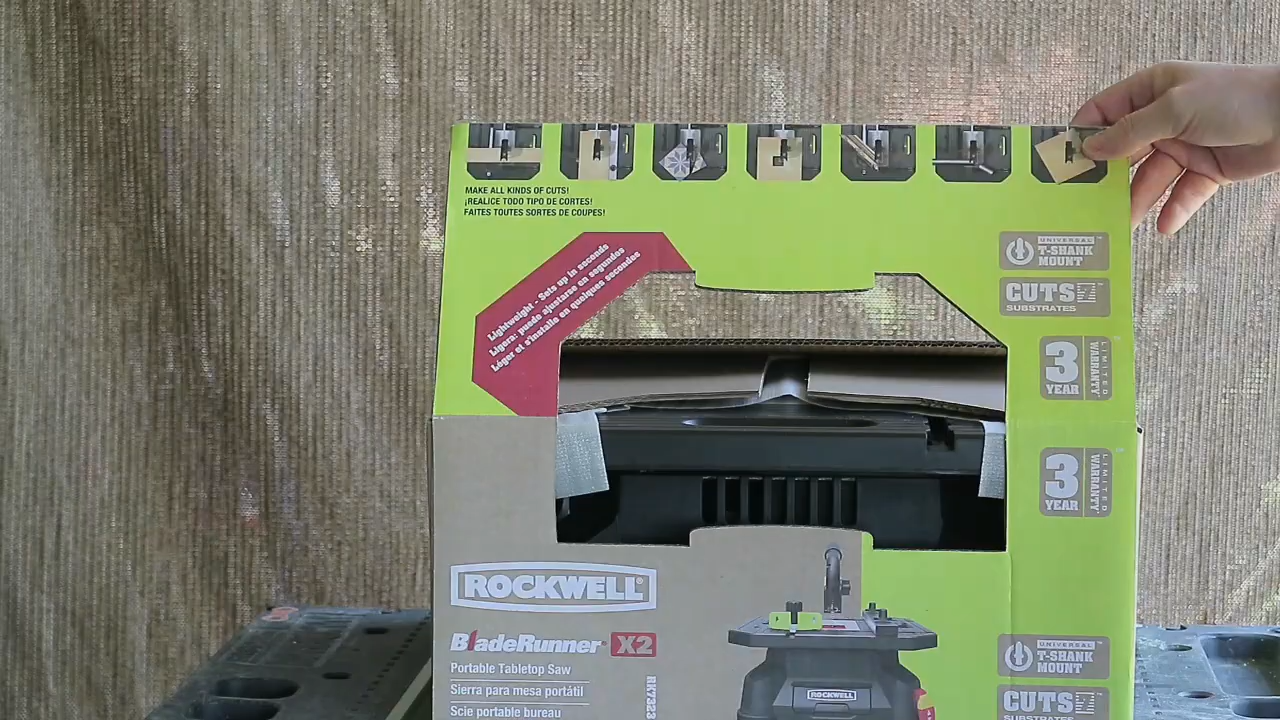 MAKE ALL KINDS OF CUTS!
¡REALICE TODO TIPO DE CORTES!
FAITES TOUTES SORTES DE COUPES!
Lightweight - Sets up in seconds
Ligera: puede ajustarse en segundos
Léger et s'installe en quelques secondes
UNIVERSAL
T-SHANK
MOUNT
CUTS
SUBSTRATES
3
YEAR
LIMITED
WARRANTY
3
YEAR
LIMITED
WARRANTY
ROCKWELL®
BladeRunner® X2
Portable Tabletop Saw
Sierra para mesa portátil
Scie portable bureau
RK7323
ROCKWELL
UNIVERSAL
T-SHANK
MOUNT
CUTS
SUBSTRATES